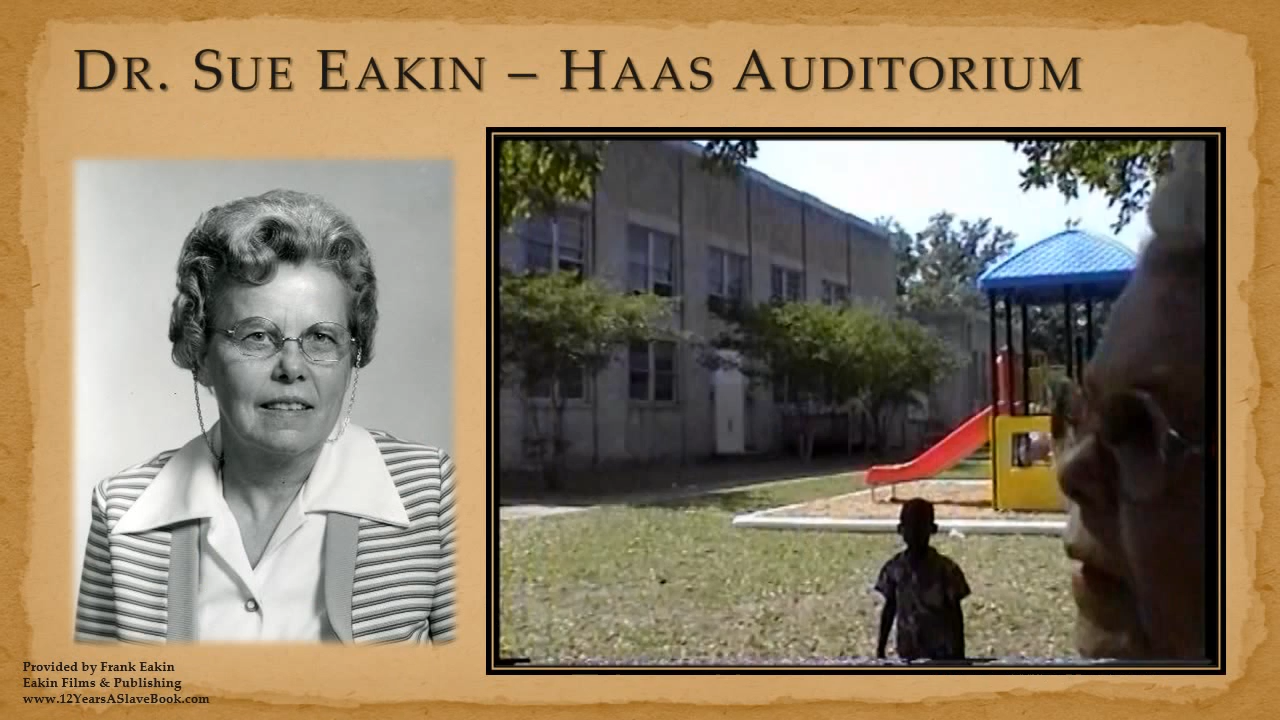 Dr. Sue Eakin – Haas Auditorium
Provided by Frank Eakin
Eakin Films & Publishing
www.12YearsASlaveBook.com